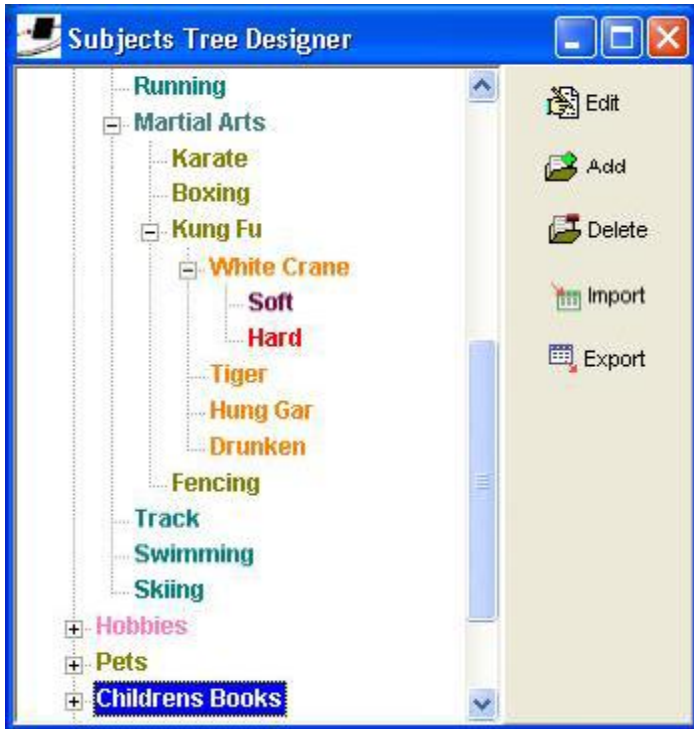 Subjects Tree Designer
Running
Martial Arts
Karate
Boxing
Kung Fu
White Crane
Soft
Hard
Tiger
Hung Gar
Drunken
Fencing
Track
Swimming
Skiing
Hobbies
Pets
Childrens Books
Edit
Add
Delete
Import
Export